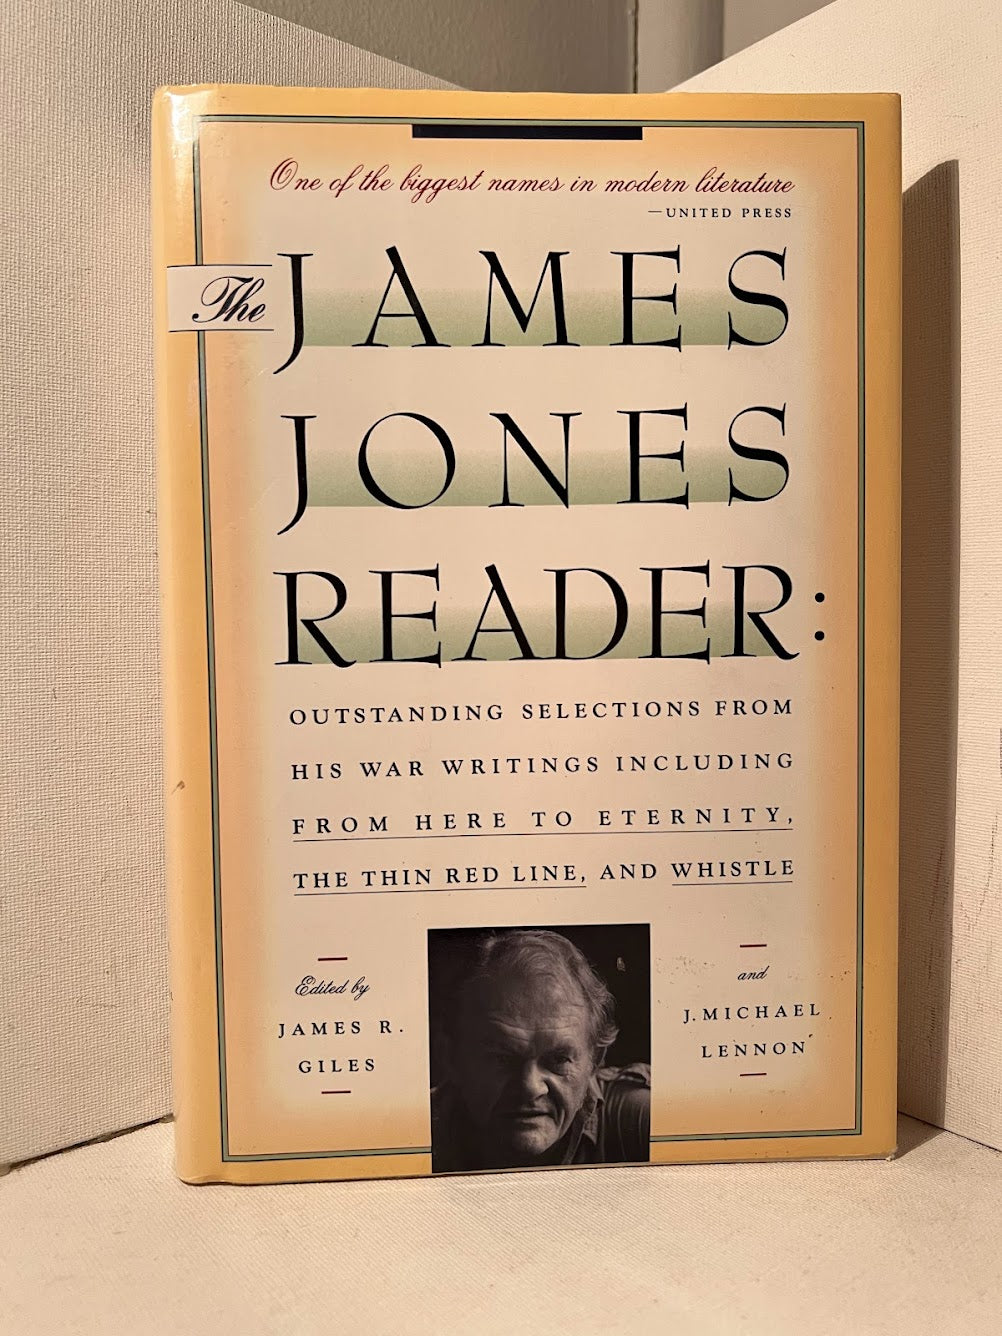 One of the biggest names in modern literature
—UNITED PRESS
The JAMES
JONES
READER:
OUTSTANDING SELECTIONS FROM
HIS WAR WRITINGS INCLUDING
FROM HERE TO ETERNITY,
THE THIN RED LINE, AND WHISTLE
Edited by
JAMES R.
GILES
and
J. MICHAEL
LENNON